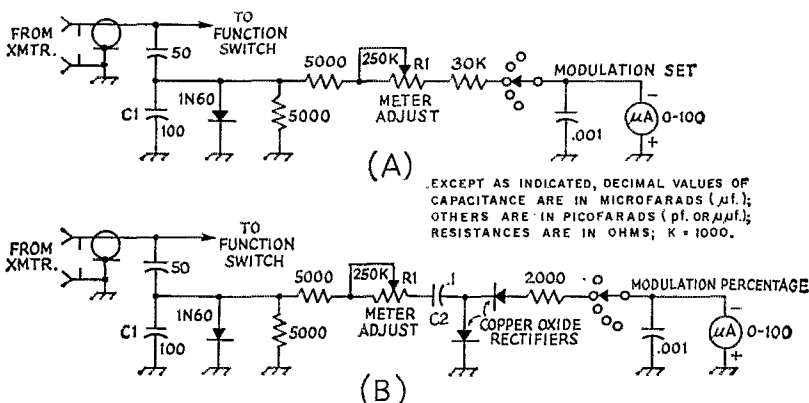 FROM
XMTR.
50
TO
FUNCTION
SWITCH
C1
100
1N60
5000
5000
250K
R1
METER
ADJUST
30K
MODULATION SET
.001
−
μA
+
0-100
(A)
EXCEPT AS INDICATED, DECIMAL VALUES OF
CAPACITANCE ARE IN MICROFARADS (μf.);
OTHERS ARE IN PICOFARADS (pf. OR μμf.);
RESISTANCES ARE IN OHMS; K = 1000.
FROM
XMTR.
50
TO
FUNCTION
SWITCH
C1
100
1N60
5000
5000
250K
R1
METER
ADJUST
.1
C2
COPPER OXIDE
RECTIFIERS
2000
MODULATION PERCENTAGE
.001
−
μA
+
0-100
(B)